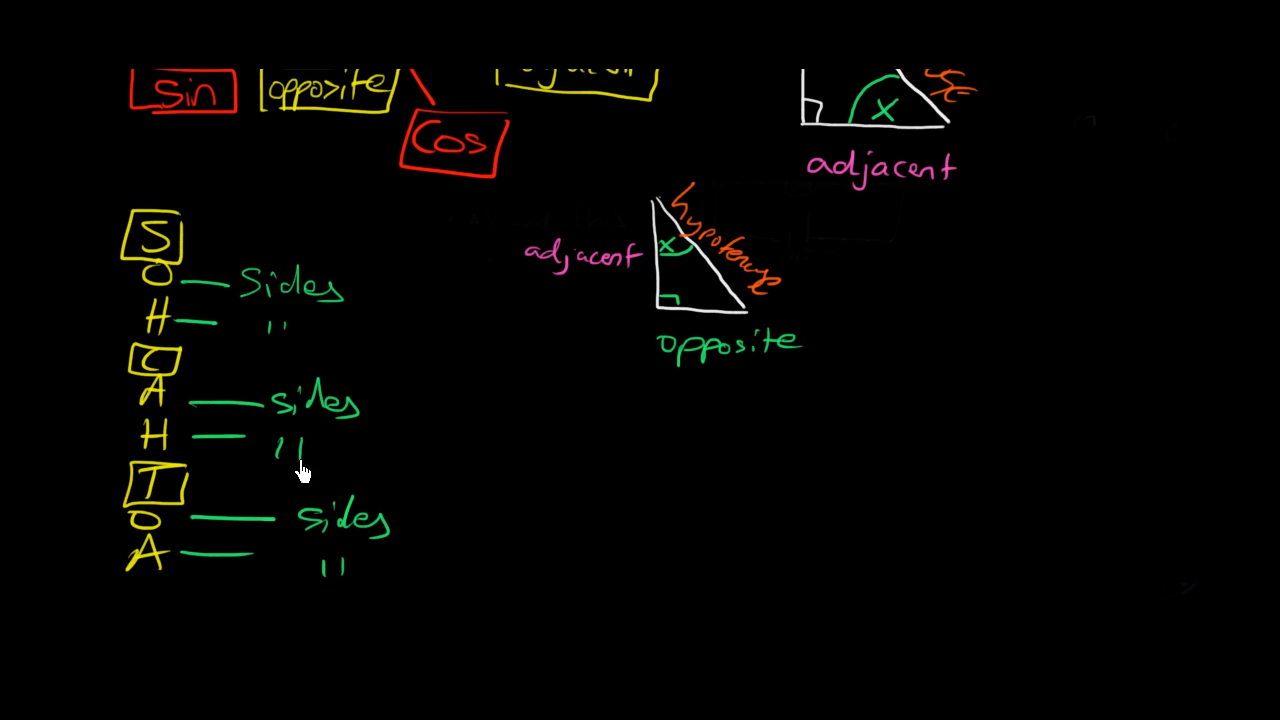 sin
opposite
Cos
x
adjacent
S
O sides
H "
C
A sides
H "
T
O sides
A "
adjacent
x
hypotenuse
opposite